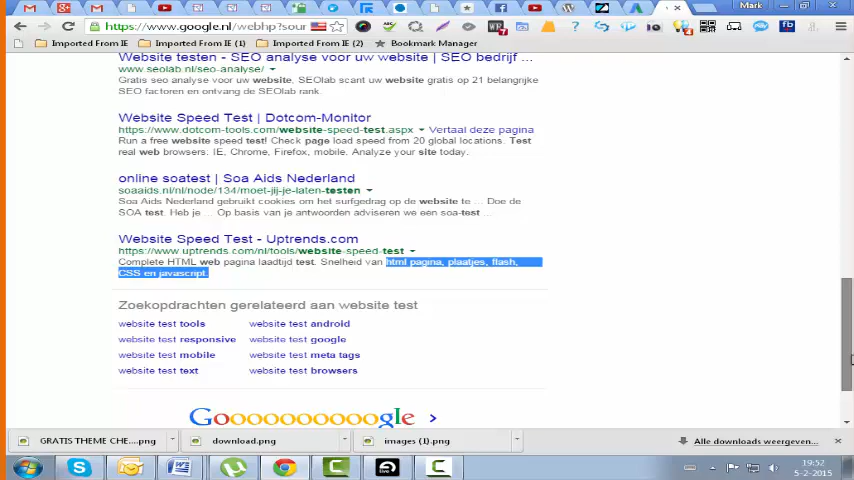 Mark
https://www.google.nl/webhp?sour
Imported From IE
Imported From IE (1)
Imported From IE (2)
Bookmark Manager
Website testen - SEO analyse voor uw website | SEO bedrijf ...
www.seolab.nl/seo-analyse/
Gratis seo analyse voor uw website, SEOlab scant uw website gratis op 21 belangrijke
SEO factoren en ontvang de SEOlab rank.
Website Speed Test | Dotcom-Monitor
https://www.dotcom-tools.com/website-speed-test.aspx Vertaal deze pagina
Run a free website speed test! Check page load speed from 20 global locations. Test
real web browsers: IE, Chrome, Firefox, mobile. Analyze your site today.
online soatest | Soa Aids Nederland
soaaids.nl/nl/node/134/moet-jij-je-laten-testen
Soa Aids Nederland gebruikt cookies om het surfgedrag op de website te ... Doe de
SOA test. Heb je ... Op basis van je antwoorden adviseren we een soa-test ...
Website Speed Test - Uptrends.com
https://www.uptrends.com/nl/tools/website-speed-test
Complete HTML web pagina laadtijd test. Snelheid van html pagina, plaatjes, flash,
CSS en javascript.
Zoekopdrachten gerelateerd aan website test
website test tools
website test android
website test responsive
website test google
website test mobile
website test meta tags
website test text
website test browsers
Goooooooooogle >
GRATIS THEME CHE....png
download.png
images (1).png
Alle downloads weergeven...
19:52
5-2-2015